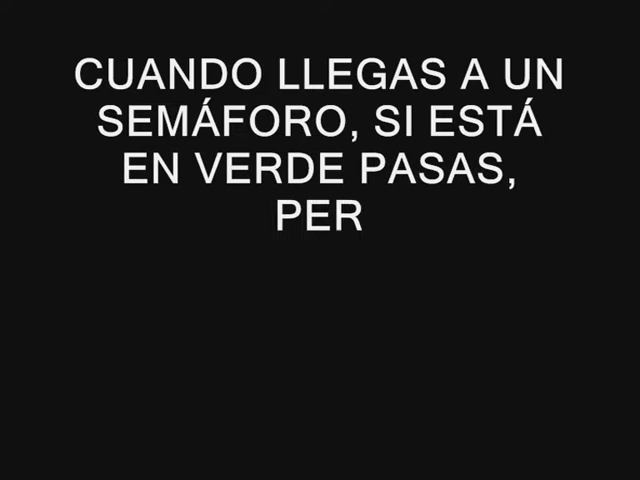 CUANDO LLEGAS A UN
SEMÁFORO, SI ESTÁ
EN VERDE PASAS,
PER